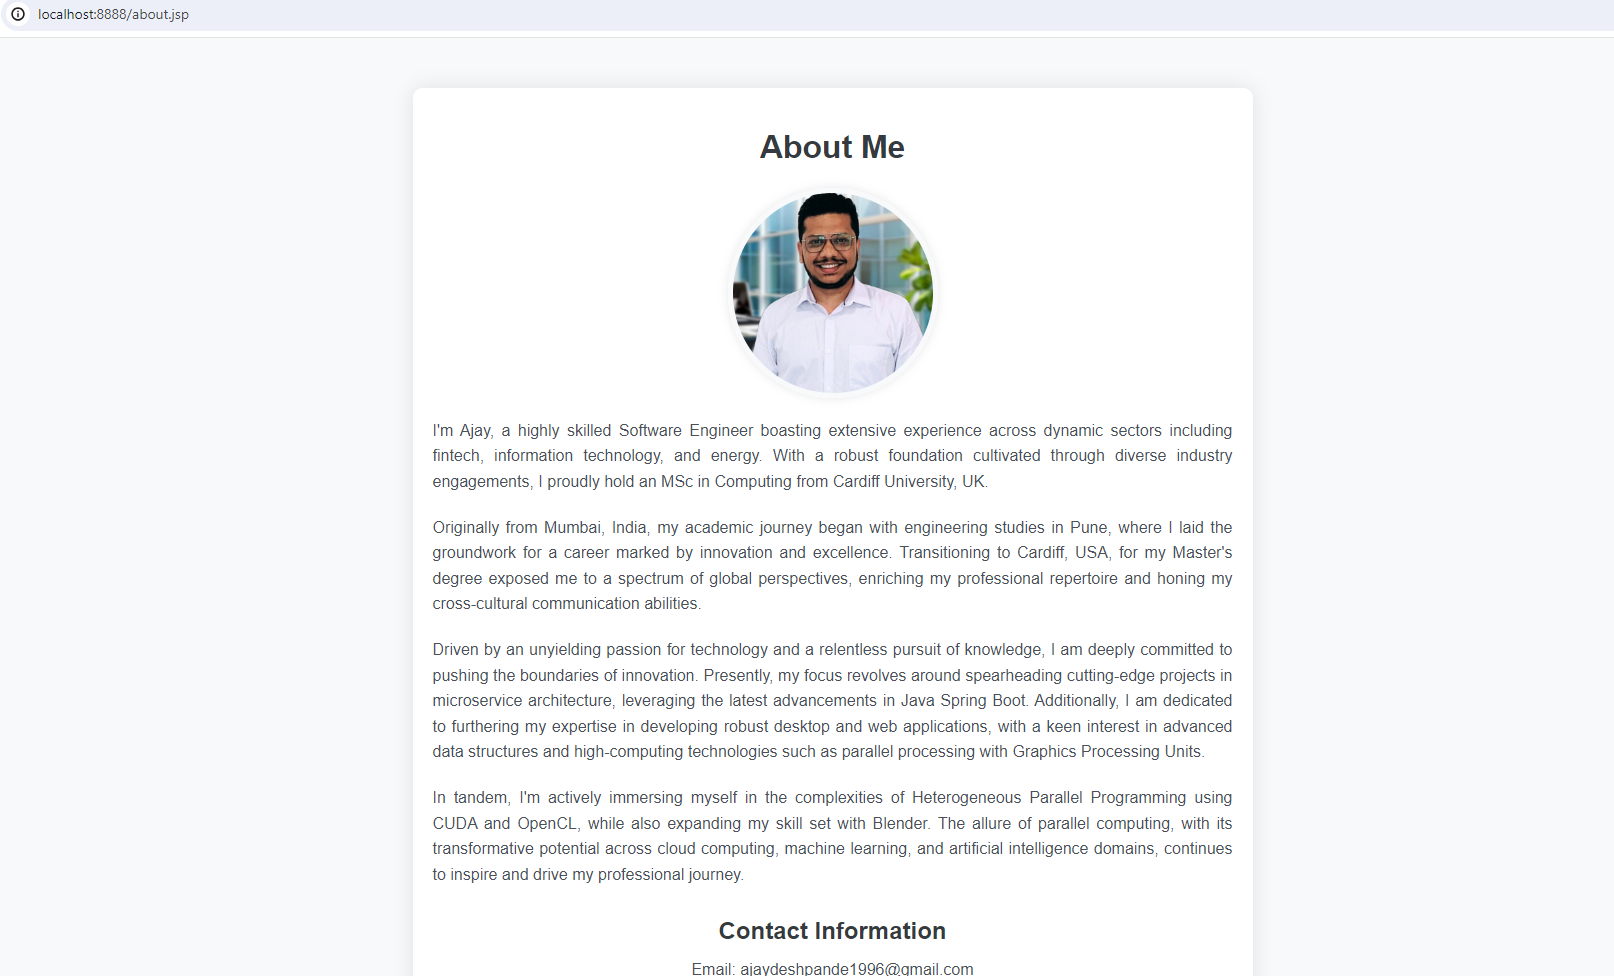 localhost:8888/about.jsp
About Me
I'm Ajay, a highly skilled Software Engineer boasting extensive experience across dynamic sectors including
fintech, information technology, and energy. With a robust foundation cultivated through diverse industry
engagements, I proudly hold an MSc in Computing from Cardiff University, UK.
Originally from Mumbai, India, my academic journey began with engineering studies in Pune, where I laid the
groundwork for a career marked by innovation and excellence. Transitioning to Cardiff, USA, for my Master's
degree exposed me to a spectrum of global perspectives, enriching my professional repertoire and honing my
cross-cultural communication abilities.
Driven by an unyielding passion for technology and a relentless pursuit of knowledge, I am deeply committed to
pushing the boundaries of innovation. Presently, my focus revolves around spearheading cutting-edge projects in
microservice architecture, leveraging the latest advancements in Java Spring Boot. Additionally, I am dedicated
to furthering my expertise in developing robust desktop and web applications, with a keen interest in advanced
data structures and high-computing technologies such as parallel processing with Graphics Processing Units.
In tandem, I'm actively immersing myself in the complexities of Heterogeneous Parallel Programming using
CUDA and OpenCL, while also expanding my skill set with Blender. The allure of parallel computing, with its
transformative potential across cloud computing, machine learning, and artificial intelligence domains, continues
to inspire and drive my professional journey.
Contact Information
Email: ajaydeshpande1996@gmail.com